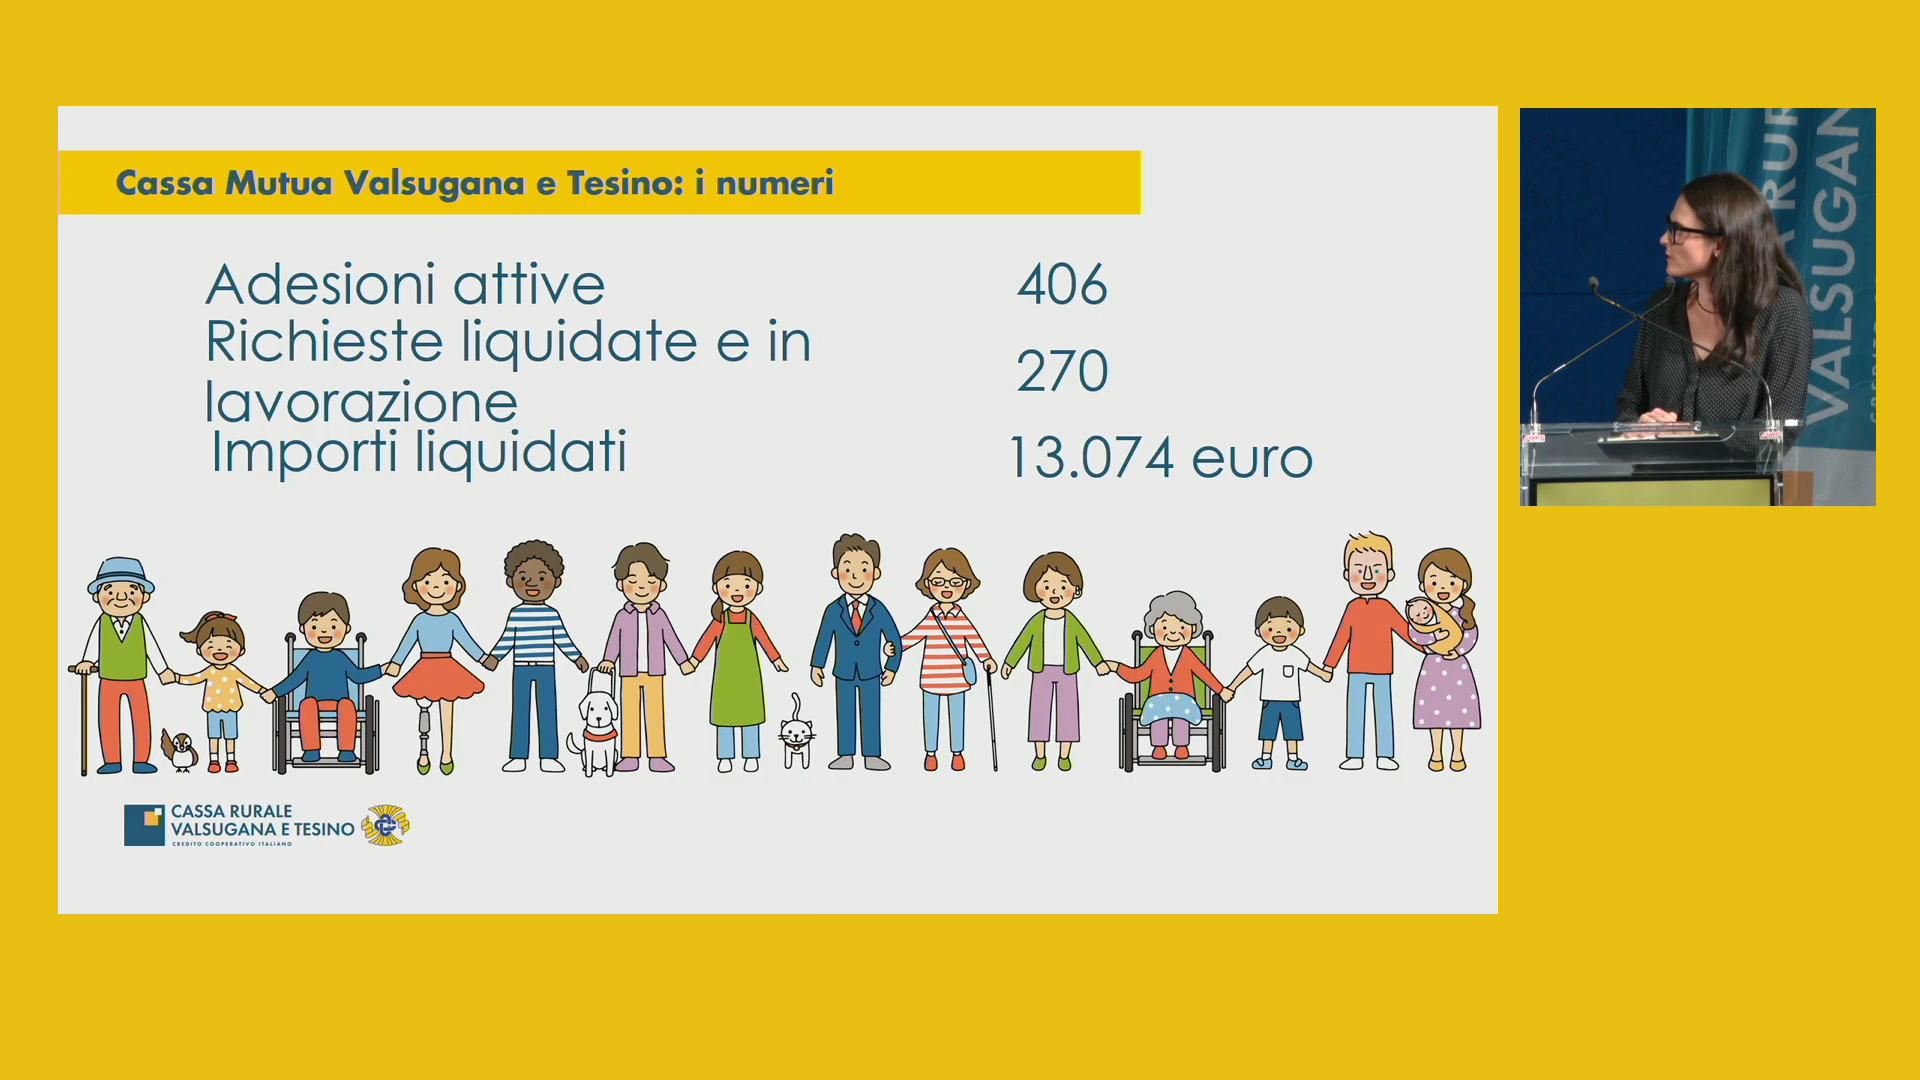 Cassa Mutua Valsugana e Tesino: i numeri
Adesioni attive 406
Richieste liquidate e in
lavorazione 270
Importi liquidati 13.074 euro
CASSA RURALE
VALSUGANA E TESINO
CREDITO COOPERATIVO ITALIANO
VALSUGAN